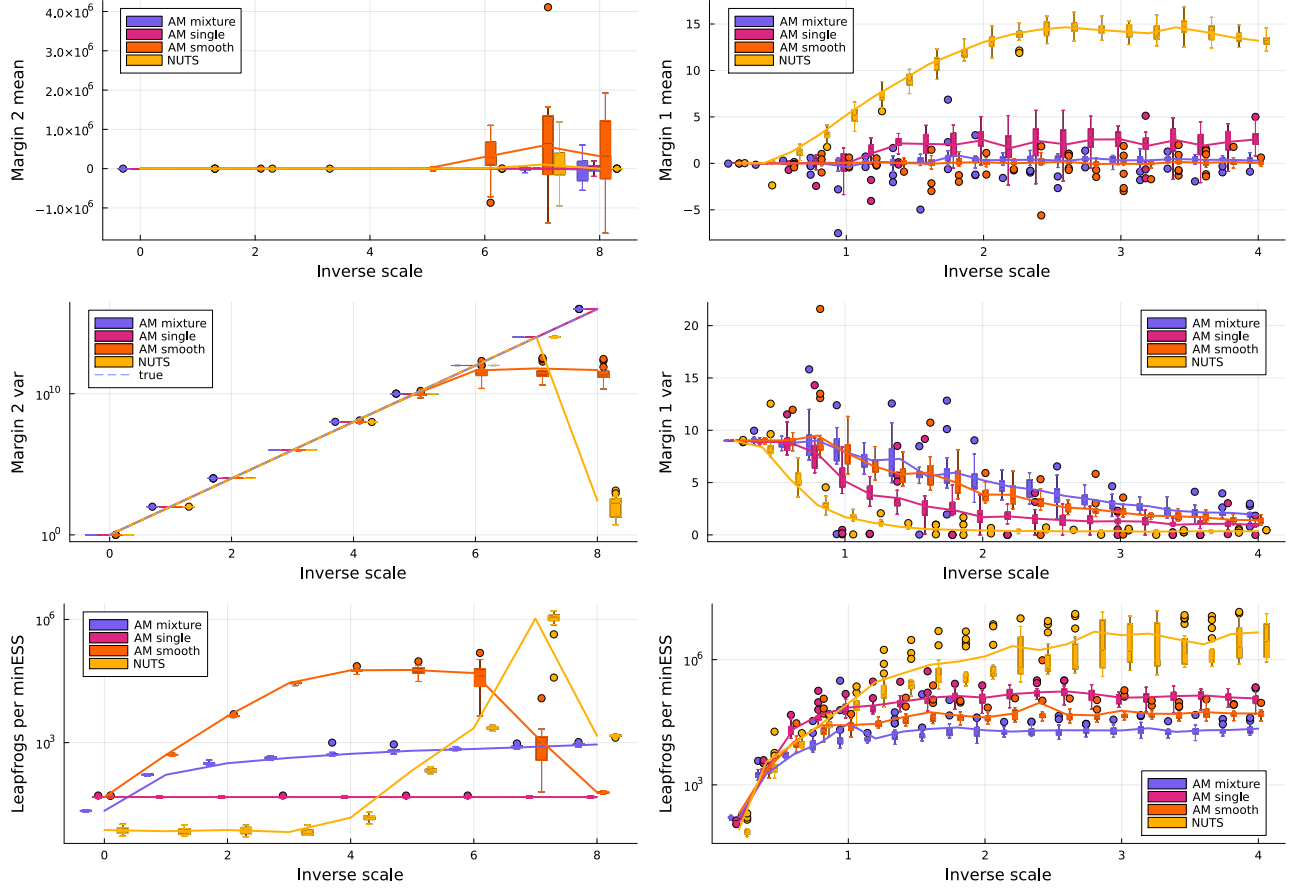 Margin 2 mean
4.0×10⁶
3.0×10⁶
2.0×10⁶
1.0×10⁶
0
−1.0×10⁶
AM mixture
AM single
AM smooth
NUTS
0 2 4 6 8
Inverse scale
Margin 1 mean
15
10
5
0
−5
AM mixture
AM single
AM smooth
NUTS
1 2 3 4
Inverse scale
Margin 2 var
10¹⁰
10⁰
AM mixture
AM single
AM smooth
NUTS
true
0 2 4 6 8
Inverse scale
Margin 1 var
20
15
10
5
0
AM mixture
AM single
AM smooth
NUTS
1 2 3 4
Inverse scale
Leapfrogs per minESS
10⁶
10³
AM mixture
AM single
AM smooth
NUTS
0 2 4 6 8
Inverse scale
Leapfrogs per minESS
10⁶
10³
AM mixture
AM single
AM smooth
NUTS
1 2 3 4
Inverse scale